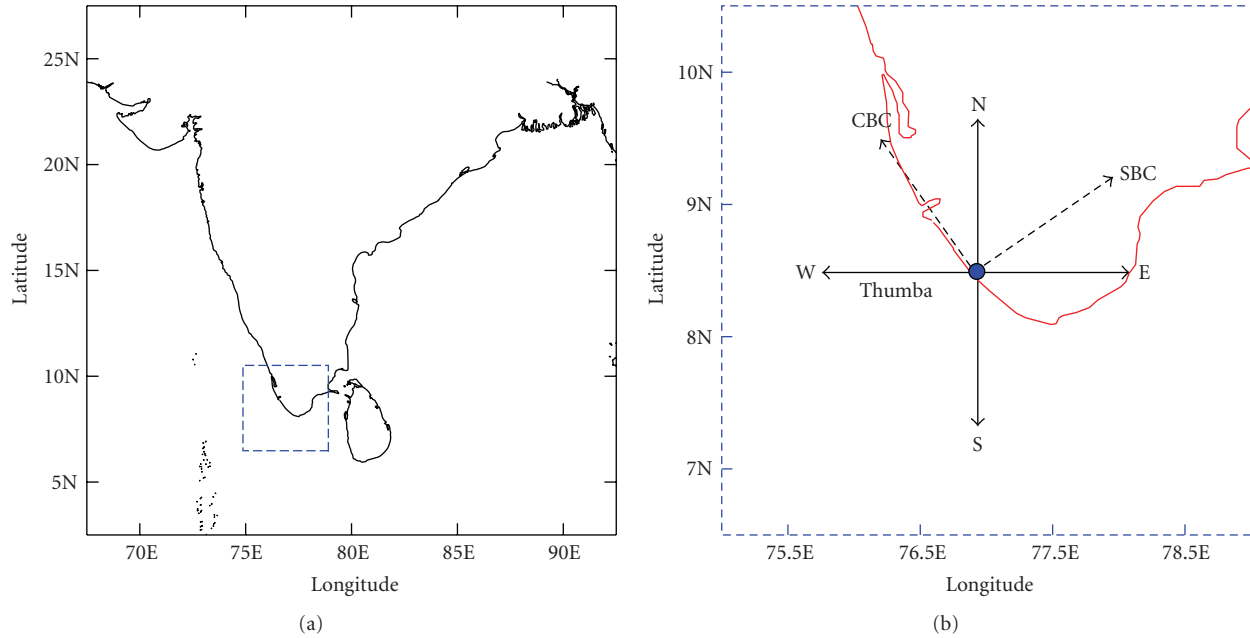 25N
20N
15N
10N
5N
Latitude
70E 75E 80E 85E 90E
Longitude
(a)
10N
9N
8N
7N
Latitude
N
CBC
SBC
W
E
Thumba
S
75.5E 76.5E 77.5E 78.5E
Longitude
(b)